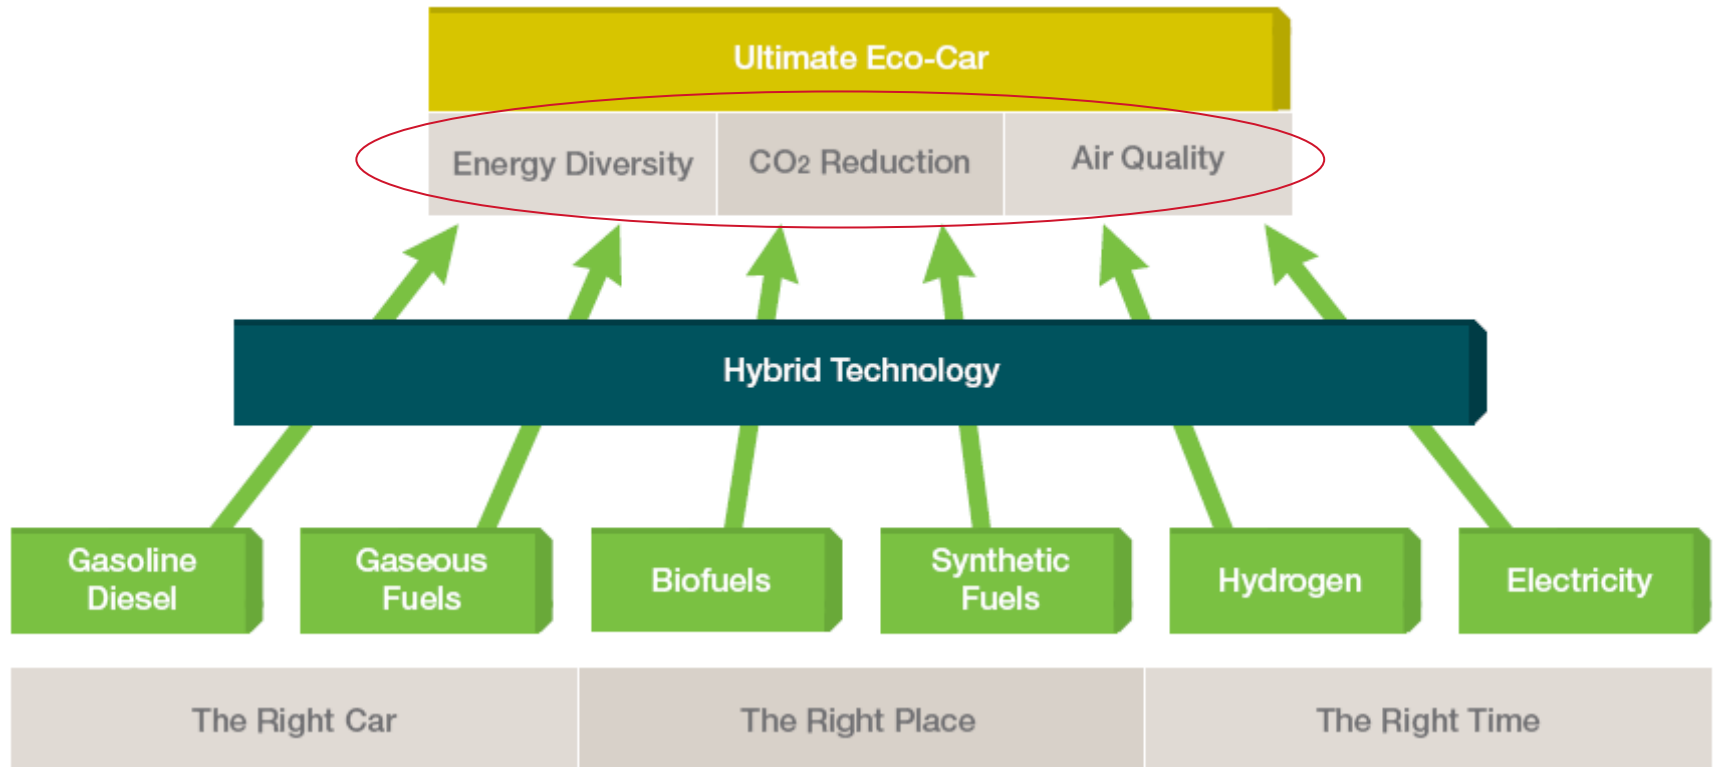 Ultimate Eco-Car
Energy Diversity
CO2 Reduction
Air Quality
Hybrid Technology
Gasoline
Diesel
Gaseous
Fuels
Biofuels
Synthetic
Fuels
Hydrogen
Electricity
The Right Car
The Right Place
The Right Time